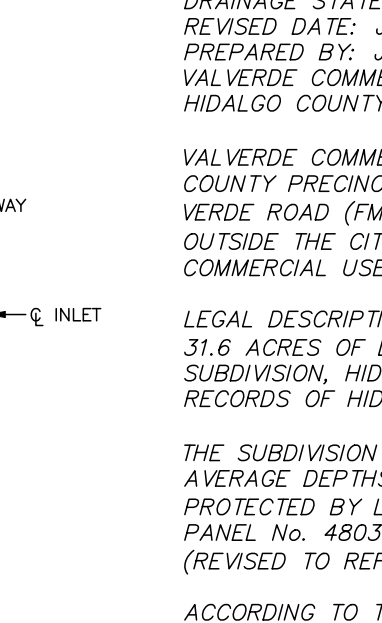 DRAINAGE STATE
REVISED DATE: J
PREPARED BY: J
VALVERDE COMME
HIDALGO COUNTY
VALVERDE COMME
COUNTY PRECINC
WAY
VERDE ROAD (FM
OUTSIDE THE CIT
COMMERCIAL USE
℄ INLET
LEGAL DESCRIPTI
31.6 ACRES OF
SUBDIVISION, HID
RECORDS OF HID
THE SUBDIVISION
AVERAGE DEPTHS
PROTECTED BY L
PANEL No. 4803
(REVISED TO REF
ACCORDING TO T